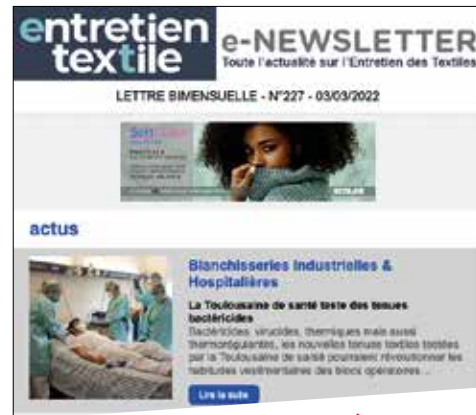 entretien
textile
e-NEWSLETTER
Toute l'actualité sur l'Entretien des Textiles
LETTRE BIMENSUELLE - N°227 - 03/03/2022
actus
Blanchisseries Industrielles &
Hospitalières
La Toulousaine de santé teste des tenues
bactéricides
Bactéricides, virucides, thermiques mais aussi
thermorégulantes, les nouvelles tenues textiles testées
par la Toulousaine de santé pourraient révolutionner les
habitudes vestimentaires des blocs opératoires...
Lire la suite